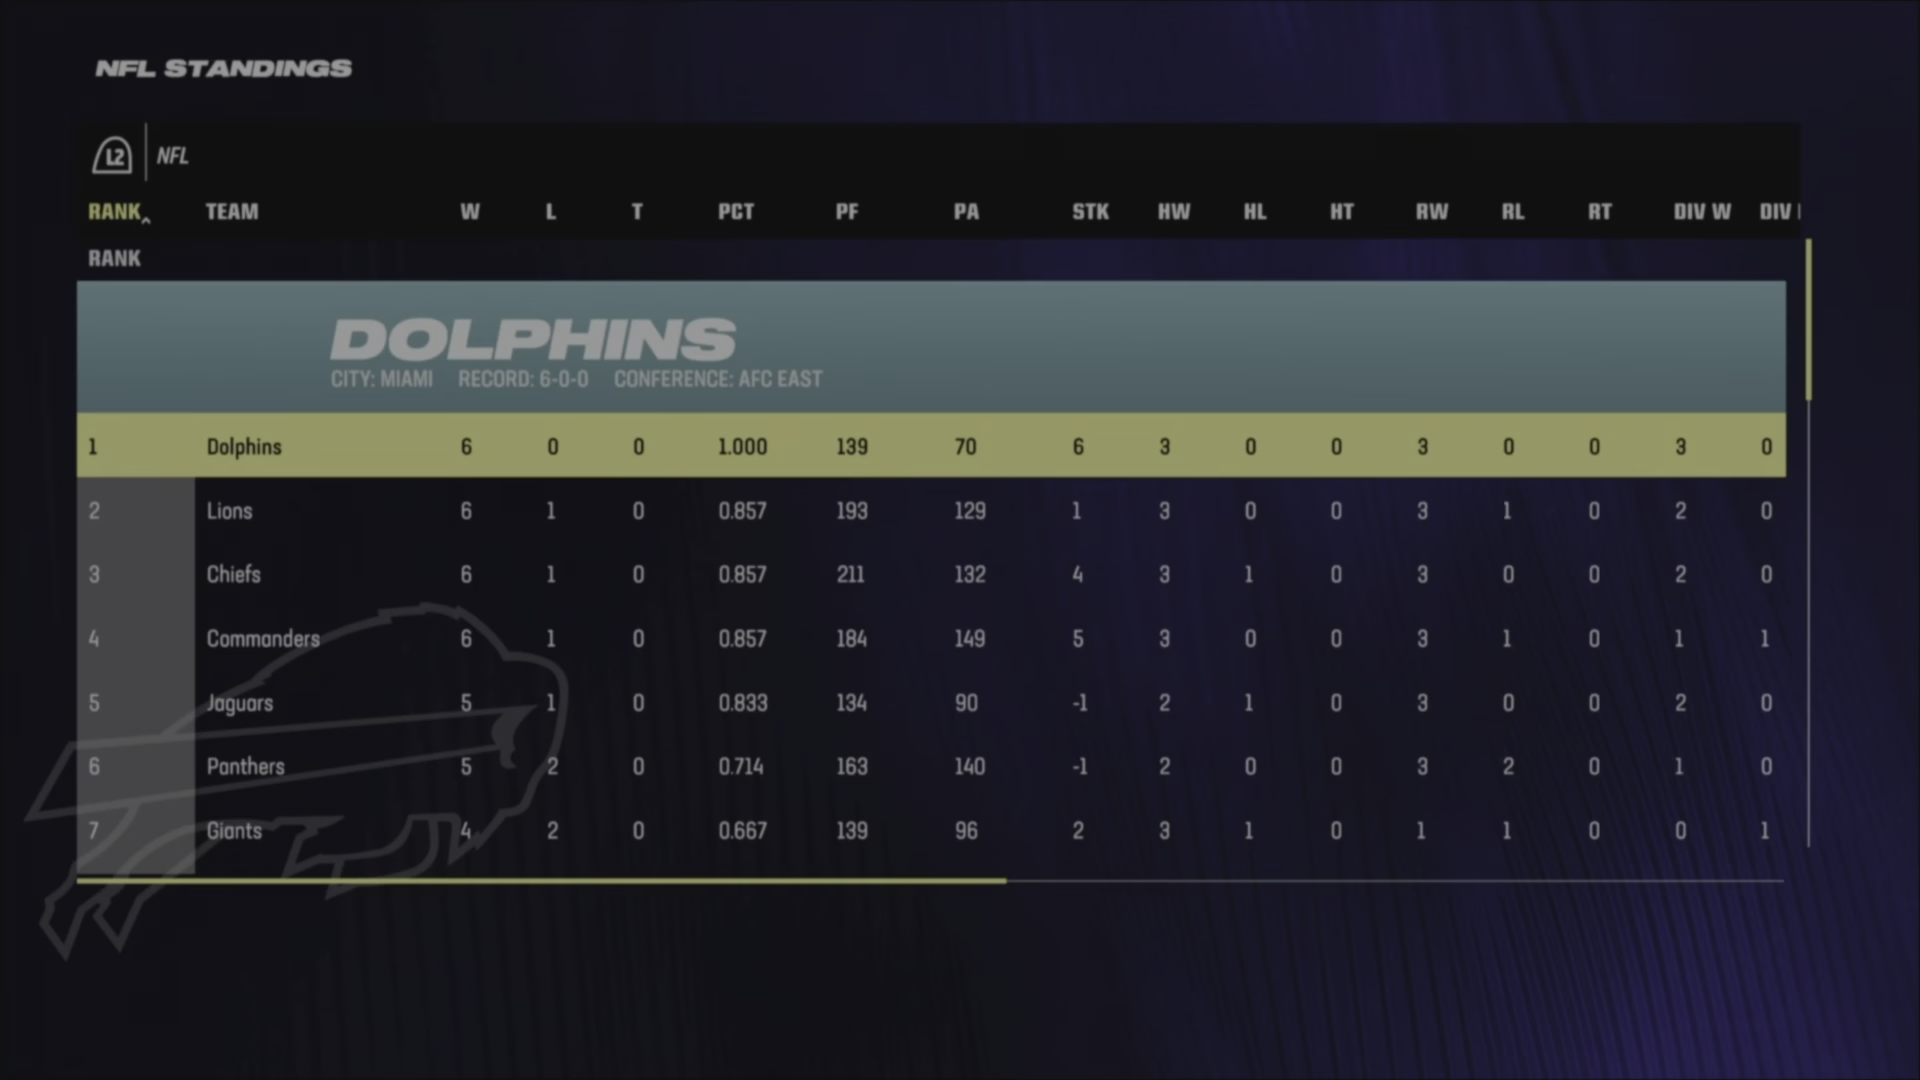 NFL STANDINGS
L2 NFL
RANK TEAM W L T PCT PF PA STK HW HL HT RW RL RT DIV W DIV
RANK
DOLPHINS
CITY: MIAMI RECORD: 6-0-0 CONFERENCE: AFC EAST
1 Dolphins 6 0 0 1.000 139 70 6 3 0 0 3 0 0 3 0
2 Lions 6 1 0 0.857 193 129 1 3 0 0 3 1 0 2 0
3 Chiefs 6 1 0 0.857 211 132 4 3 1 0 3 0 0 2 0
4 Commanders 6 1 0 0.857 184 149 5 3 0 0 3 1 0 1 1
5 Jaguars 5 1 0 0.833 134 90 -1 2 1 0 3 0 0 2 0
6 Panthers 5 2 0 0.714 163 140 -1 2 0 0 3 2 0 1 0
7 Giants 4 2 0 0.667 139 96 2 3 1 0 1 1 0 0 1